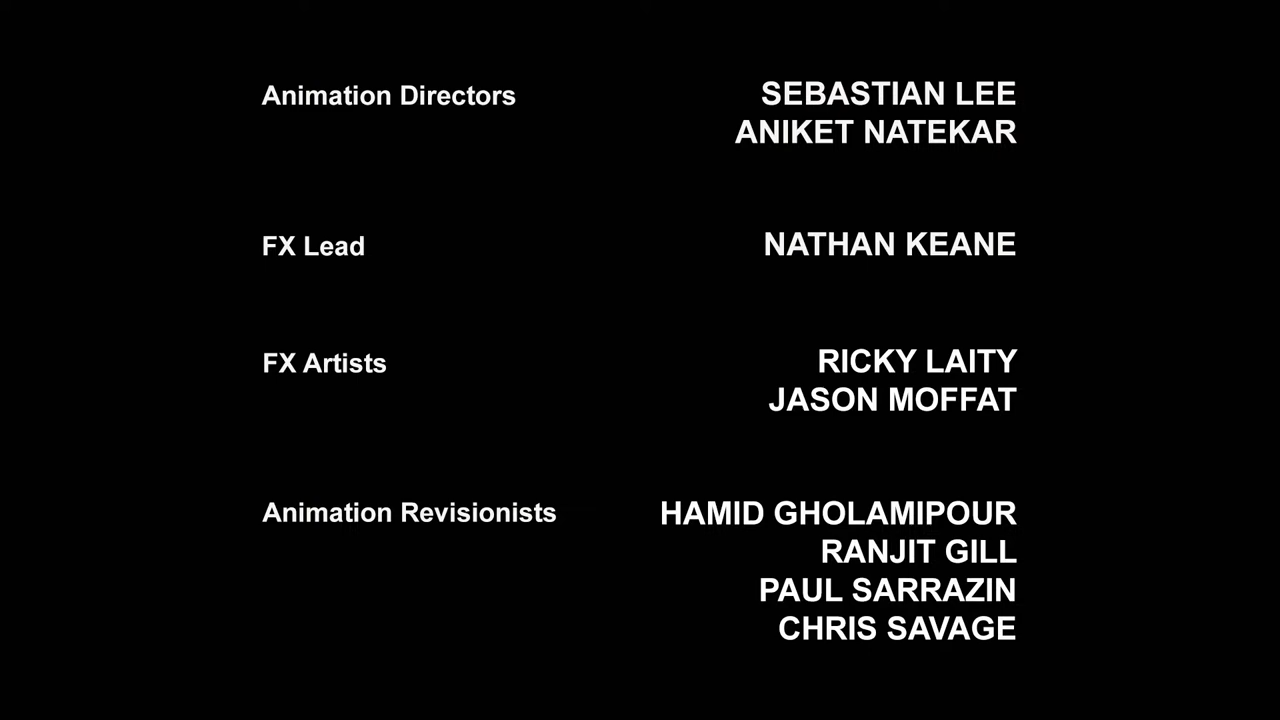 Animation Directors SEBASTIAN LEE
ANIKET NATEKAR
FX Lead NATHAN KEANE
FX Artists RICKY LAITY
JASON MOFFAT
Animation Revisionists HAMID GHOLAMIPOUR
RANJIT GILL
PAUL SARRAZIN
CHRIS SAVAGE